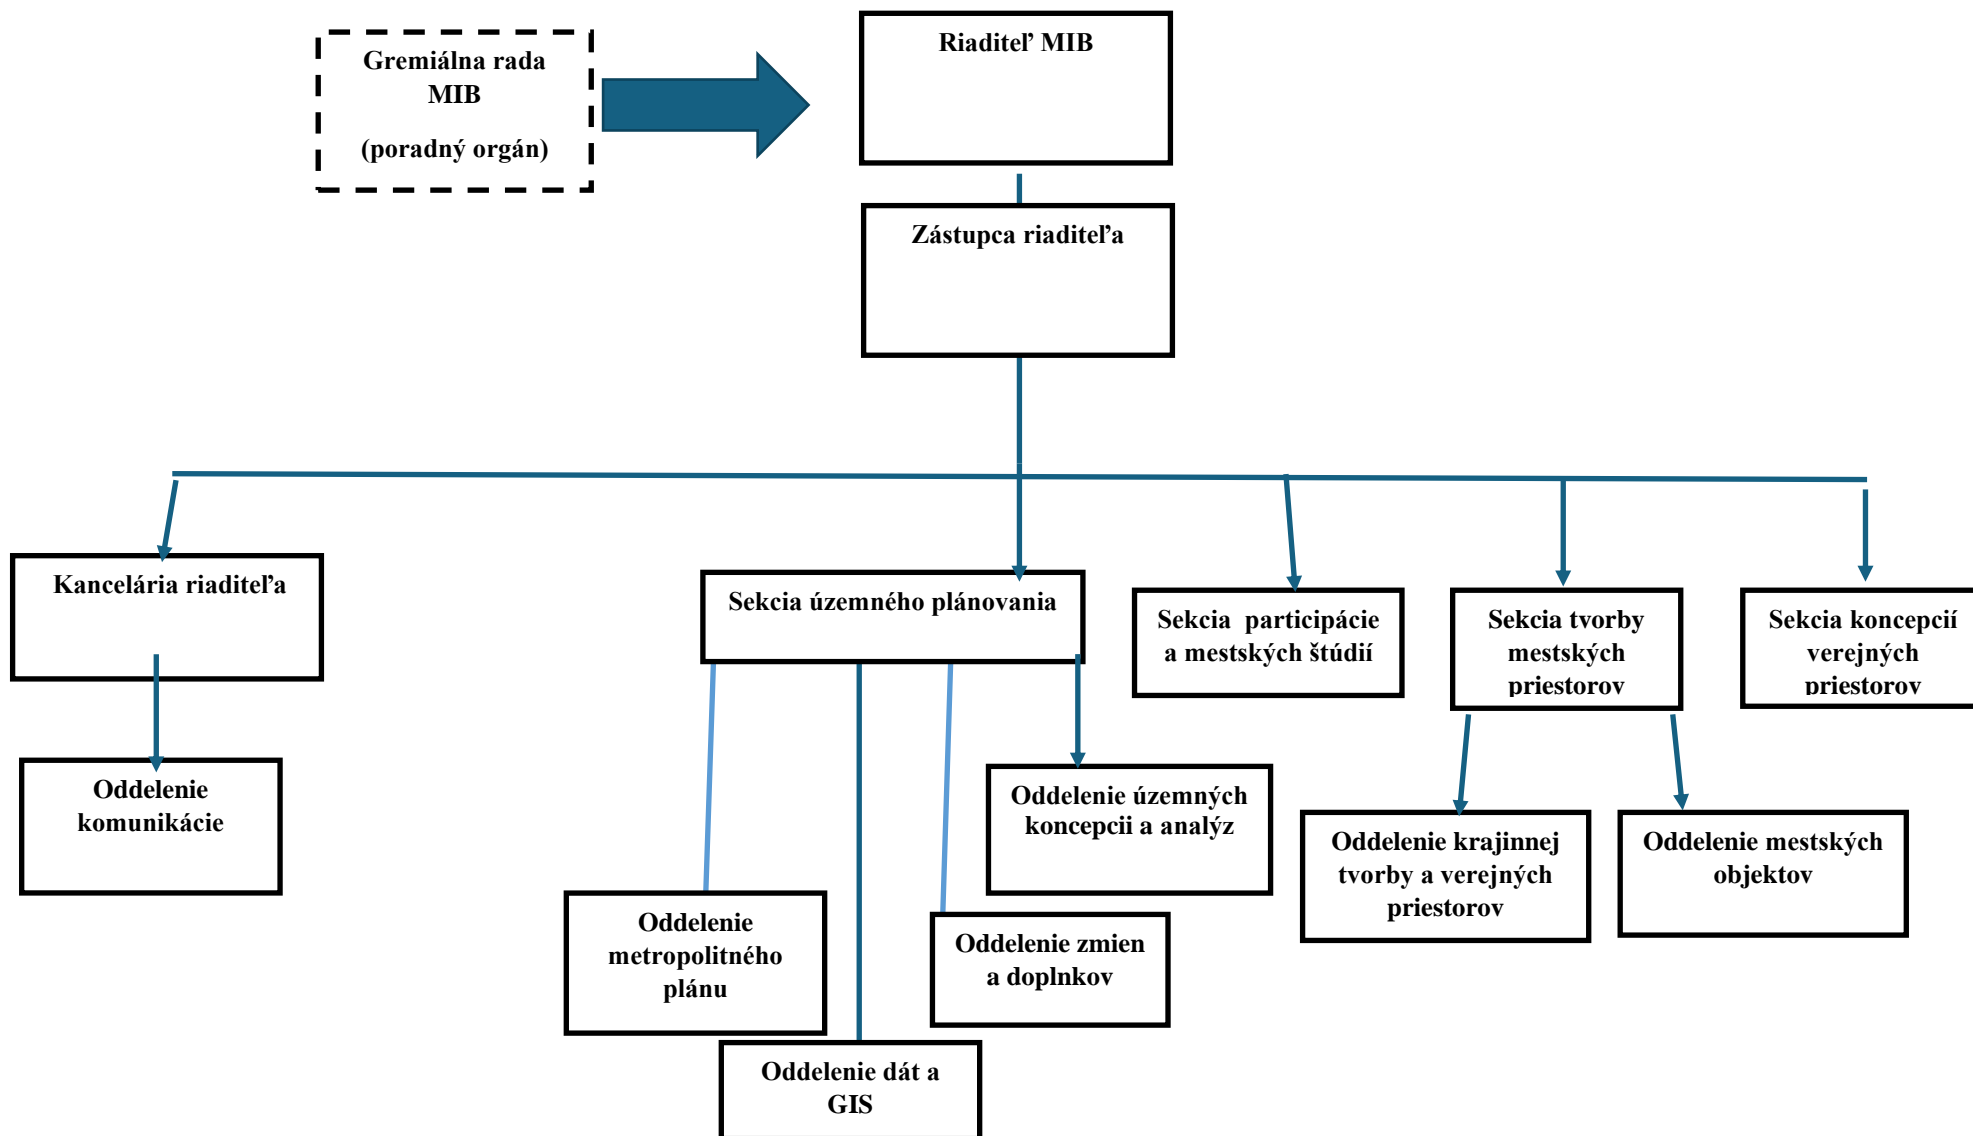 Gremiálna rada
MIB
(poradný orgán)
Riaditeľ MIB
Zástupca riaditeľa
Kancelária riaditeľa
Sekcia územného plánovania
Sekcia participácie
a mestských štúdií
Sekcia tvorby
mestských
priestorov
Sekcia koncepcií
verejných
priestorov
Oddelenie
komunikácie
Oddelenie územných
koncepcii a analýz
Oddelenie krajinnej
tvorby a verejných
priestorov
Oddelenie mestských
objektov
Oddelenie
metropolitného
plánu
Oddelenie zmien
a doplnkov
Oddelenie dát a
GIS